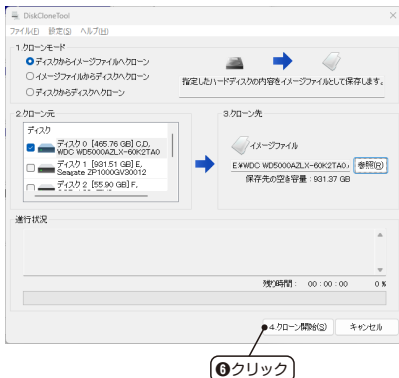 DiskCloneTool
ファイル(F) 設定(S) ヘルプ(H)
1.クローンモード
ディスクからイメージファイルへクローン
イメージファイルからディスクへクローン
ディスクからディスクへクローン
指定したハードディスクの内容をイメージファイルとして保存します。
2.クローン元
ディスク
ディスク 0 [465.76 GB] C,D,
WDC WD5000AZLX-60K2TA0
ディスク 1 [931.51 GB] E,
Seagate ZP1000GV30012
ディスク 2 [55.90 GB] F,
3.クローン先
イメージファイル
E:¥WDC WD5000AZLX-60K2TA0.
参照(R)
保存先の空き容量:931.37 GB
進行状況
残り時間: 00:00:00 0 %
4.クローン開始(S) キャンセル
❻クリック